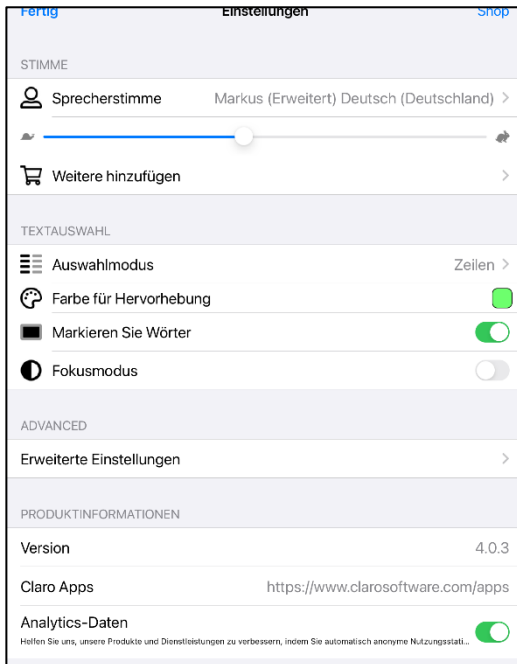 Fertig Einstellungen Shop
STIMME
Sprecherstimme Markus (Erweitert) Deutsch (Deutschland)
Weitere hinzufügen
TEXTAUSWAHL
Auswahlmodus Zeilen
Farbe für Hervorhebung
Markieren Sie Wörter
Fokusmodus
ADVANCED
Erweiterte Einstellungen
PRODUKTINFORMATIONEN
Version 4.0.3
Claro Apps https://www.clarosoftware.com/apps
Analytics-Daten
Helfen Sie uns, unsere Produkte und Dienstleistungen zu verbessern, indem Sie automatisch anonyme Nutzungsstati...